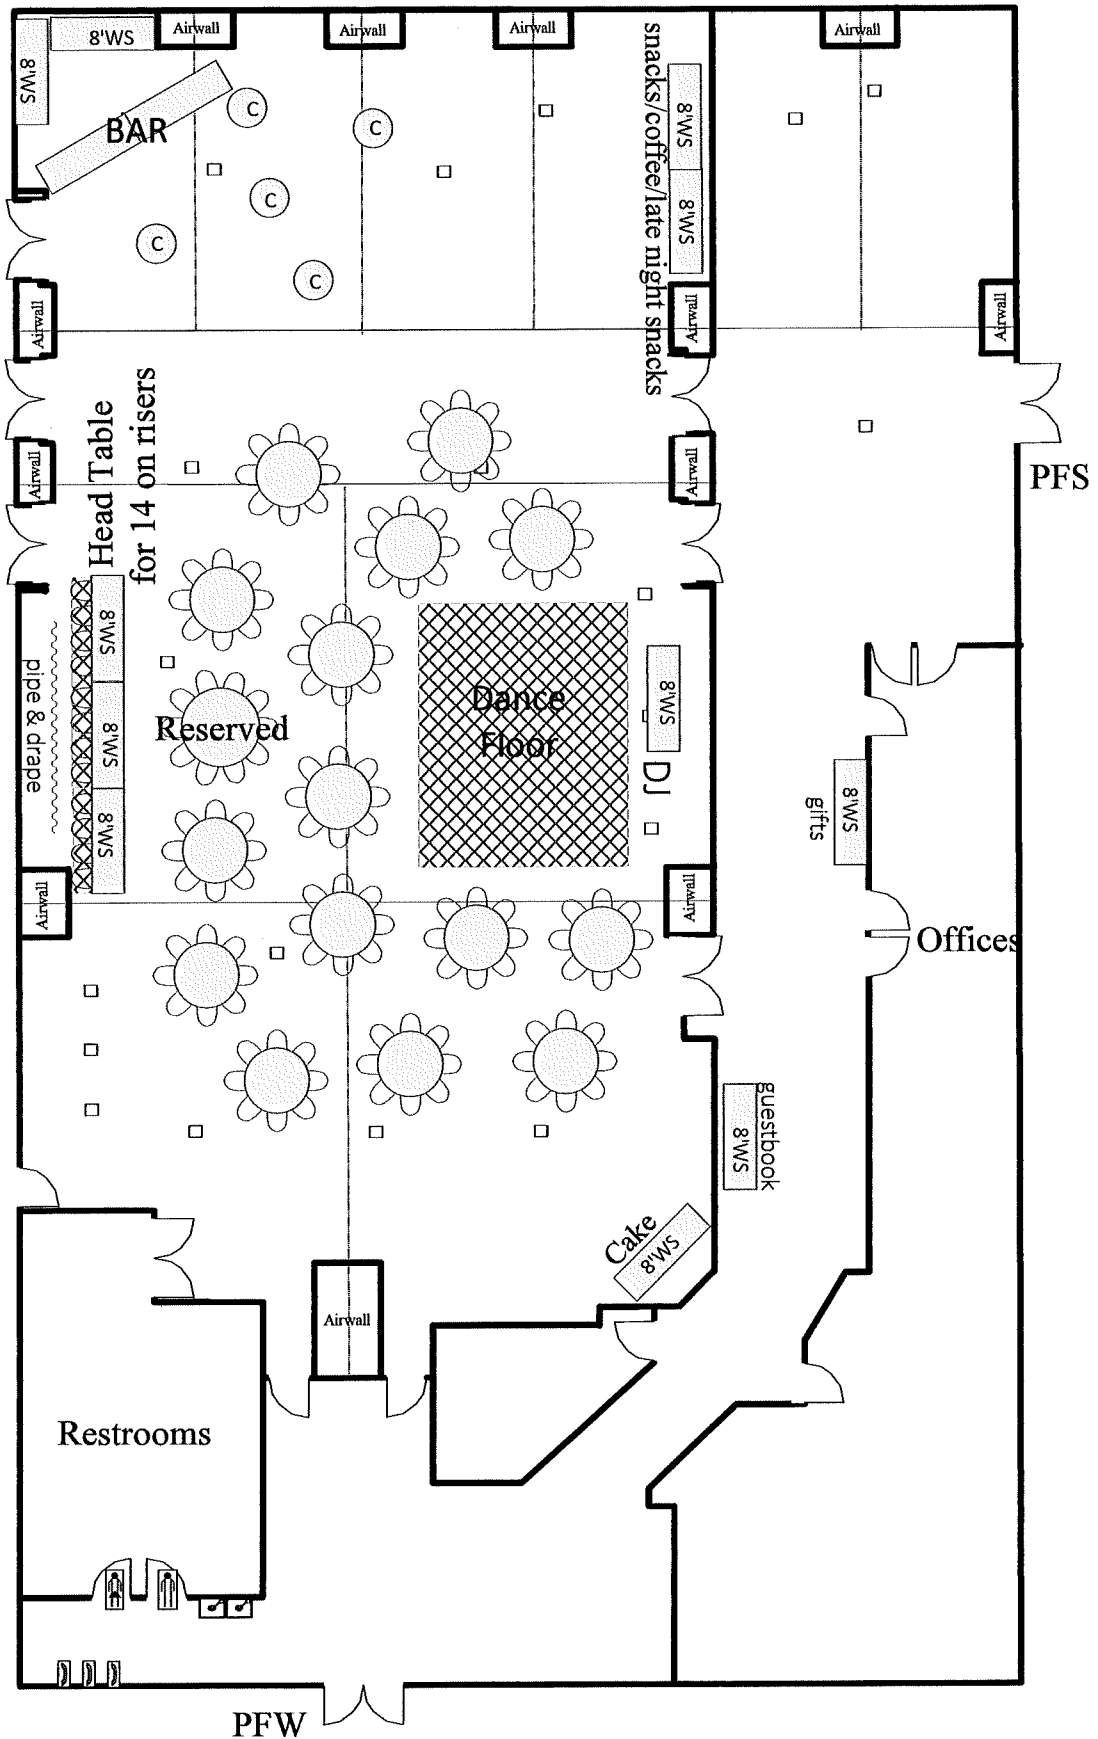 Airwall
Airwall
Airwall
Airwall
8'WS
8'WS
BAR
C
C
C
C
C
snacks/coffee/late night snacks
8'WS
8'WS
Airwall
Airwall
Airwall
Head Table
for 14 on risers
Airwall
Airwall
PFS
pipe & drape
8'WS
8'WS
8'WS
Reserved
Dance
Floor
8'WS
DJ
8'WS
gifts
Airwall
Airwall
Offices
guestbook
8'WS
Cake
8'WS
Airwall
Restrooms
PFW